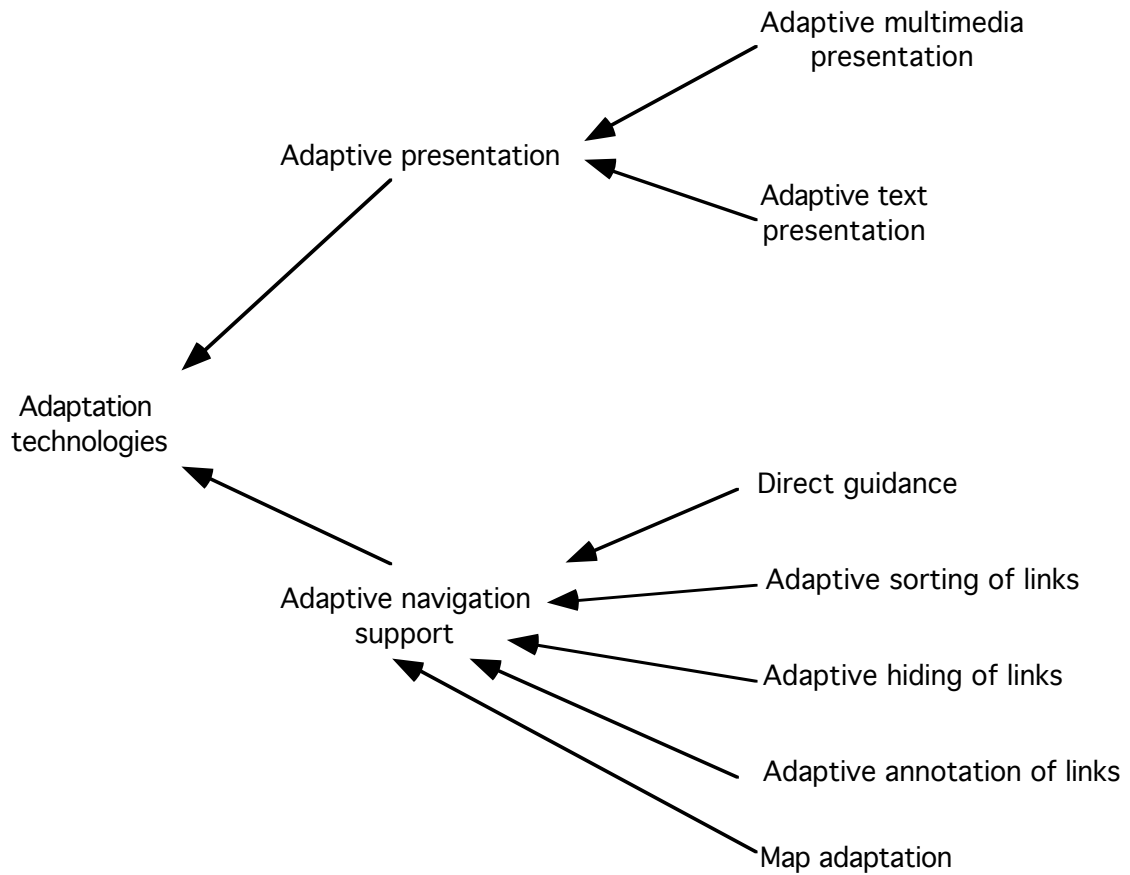 Adaptive multimedia
presentation
Adaptive presentation
Adaptive text
presentation
Adaptation
technologies
Direct guidance
Adaptive sorting of links
Adaptive navigation
support
Adaptive hiding of links
Adaptive annotation of links
Map adaptation